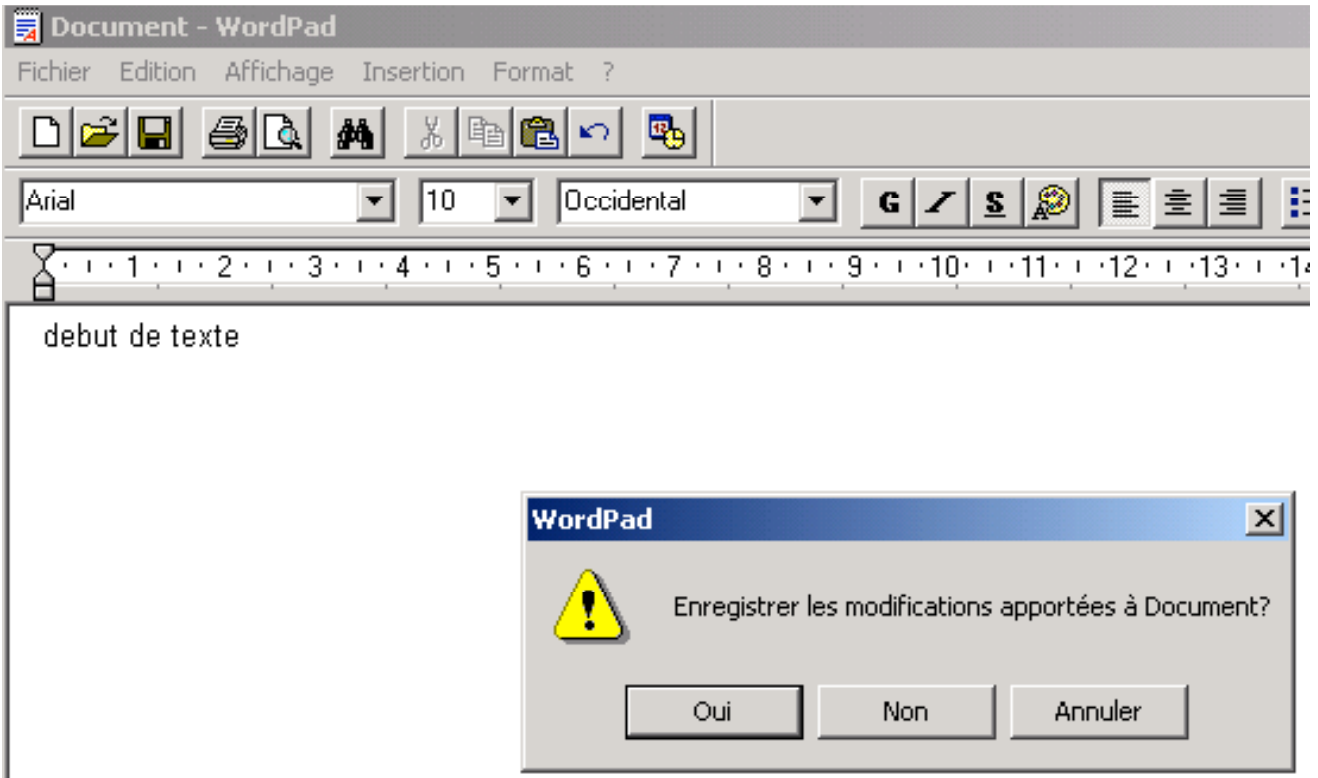 Document - WordPad
Fichier Edition Affichage Insertion Format ?
Arial 10 Occidental G I S
1 2 3 4 5 6 7 8 9 10 11 12 13 14
debut de texte
WordPad
Enregistrer les modifications apportées à Document?
Oui Non Annuler